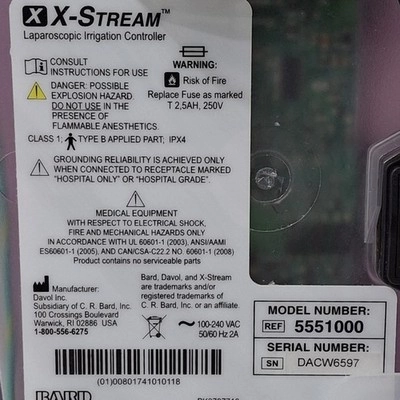 X-STREAM™
Laparoscopic Irrigation Controller
CONSULT
INSTRUCTIONS FOR USE
DANGER: POSSIBLE
EXPLOSION HAZARD.
DO NOT USE IN THE
PRESENCE OF
FLAMMABLE ANESTHETICS.
WARNING:
Risk of Fire
Replace Fuse as marked
T 2,5AH, 250V
CLASS 1; TYPE B APPLIED PART; IPX4
GROUNDING RELIABILITY IS ACHIEVED ONLY
WHEN CONNECTED TO RECEPTACLE MARKED
"HOSPITAL ONLY" OR "HOSPITAL GRADE".
MEDICAL EQUIPMENT
WITH RESPECT TO ELECTRICAL SHOCK,
FIRE AND MECHANICAL HAZARDS ONLY
IN ACCORDANCE WITH UL 60601-1 (2003), ANSI/AAMI
ES60601-1 (2005), AND CAN/CSA-C22.2 NO. 60601-1 (2008)
Product contains no serviceable parts
Manufacturer:
Davol Inc.
Subsidiary of C. R. Bard, Inc.
100 Crossings Boulevard
Warwick, RI 02886 USA
1-800-556-6275
Bard, Davol, and X-Stream
are trademarks and/or
registered trademarks of
C. R. Bard, Inc. or an affiliate.
100-240 VAC
50/60 Hz 2A
(01)00801741010118
MODEL NUMBER:
REF 5551000
SERIAL NUMBER:
SN DACW6597
BARD